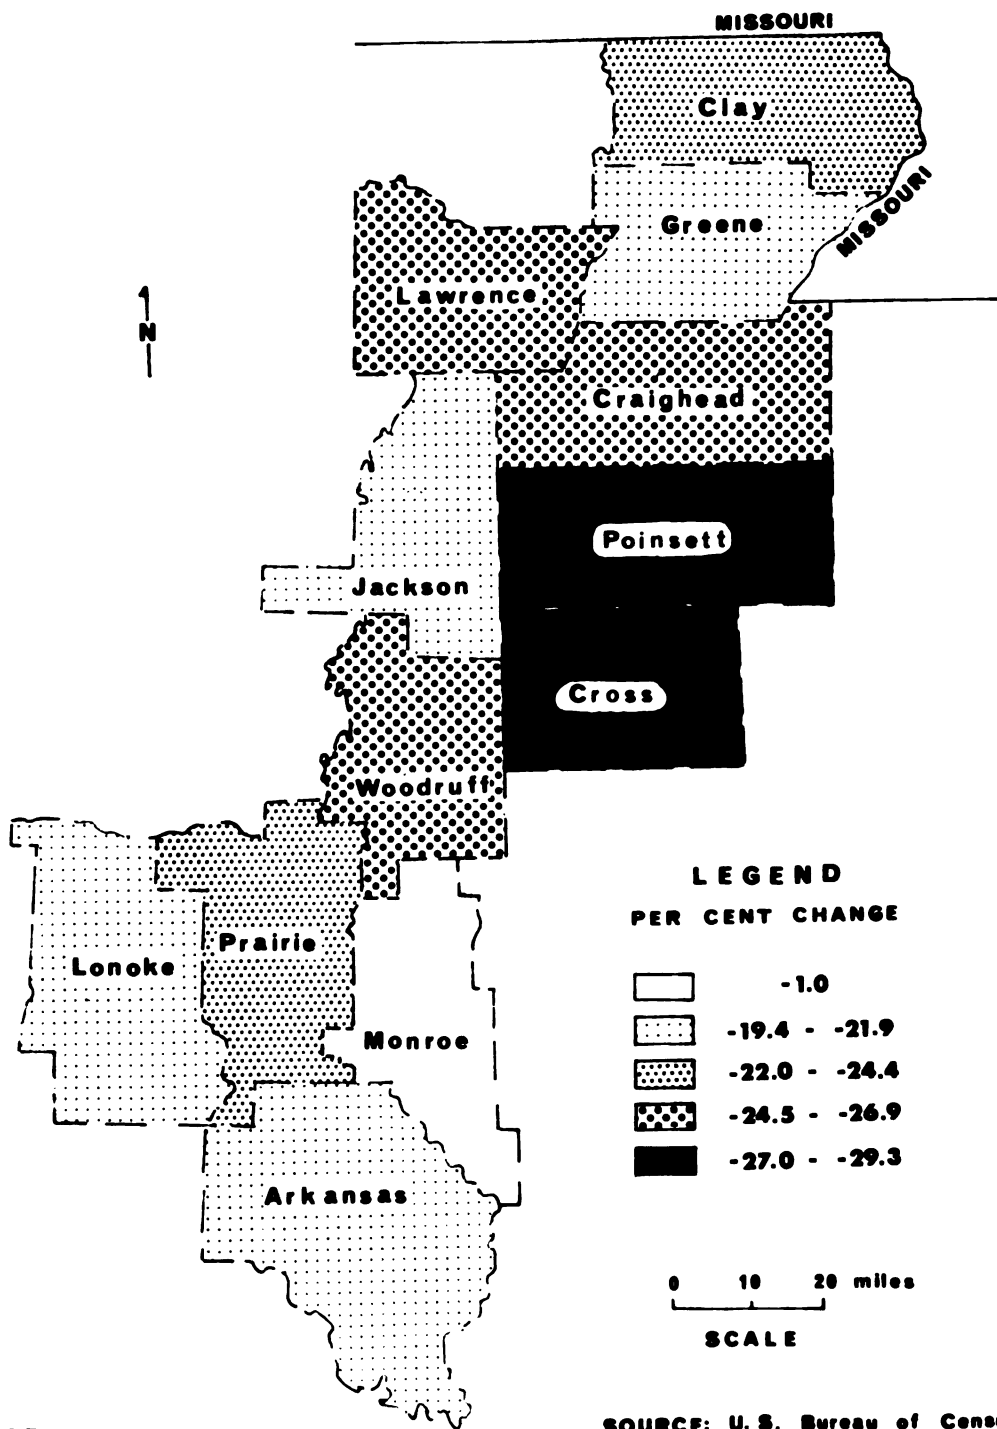 MISSOURI
Clay
Greene
MISSOURI
Lawrence
N
Craighead
Poinsett
Jackson
Cross
Woodruff
Prairie
Lonoke
Monroe
Arkansas
LEGEND
PER CENT CHANGE
-1.0
-19.4 - -21.9
-22.0 - -24.4
-24.5 - -26.9
-27.0 - -29.3
0 10 20 miles
SCALE
SOURCE: U.S. Bureau of